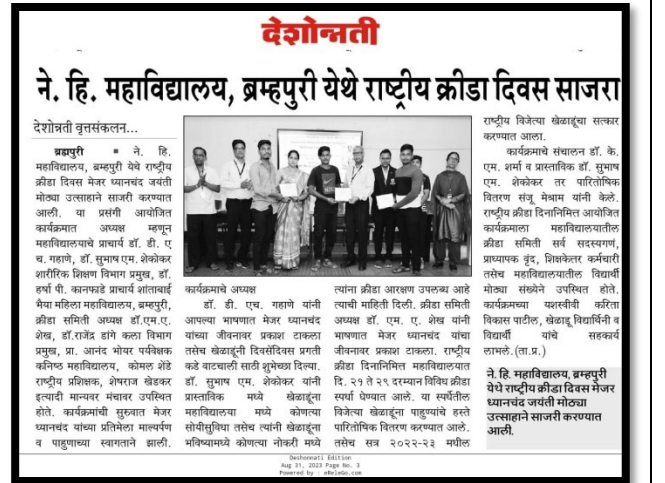 देशोन्नती
ने. हि. महाविद्यालय, ब्रम्हपुरी येथे राष्ट्रीय क्रीडा दिवस साजरा
देशोन्नती वृत्तसंकलन...
ब्रह्मपुरी ■ ने. हि.
महाविद्यालय, ब्रम्हपुरी येथे राष्ट्रीय
क्रीडा दिवस मेजर ध्यानचंद जयंती
मोठ्या उत्साहाने साजरी करण्यात
आली. या प्रसंगी आयोजित
कार्यक्रमात अध्यक्ष म्हणून
महाविद्यालयाचे प्राचार्य डॉ. डी. ए
च. गहाणे, डॉ. सुभाष एम. शेकोकर
शारीरिक शिक्षण विभाग प्रमुख, डॉ.
हर्षा पी. कानफाडे प्राचार्य शांताबाई
भैया महिला महाविद्यालय, ब्रम्हपुरी,
क्रीडा समिती अध्यक्ष डॉ.एम.ए.
शेख, डॉ.राजेंद्र डांगे कला विभाग
प्रमुख, प्रा. आनंद भोयर पर्यवेक्षक
कनिष्ठ महाविद्यालय, कोमल शेंडे
राष्ट्रीय प्रशिक्षक, शेषराज खेडकर
इत्यादी मान्यवर मंचावर उपस्थित
होते. कार्यक्रमांची सुरुवात मेजर
ध्यानचंद यांच्या प्रतिमेला माल्यर्पण
व पाहुणाच्या स्वागताने झाली.
कार्यक्रमाचे अध्यक्ष
डॉ. डी. एच. गहाणे यांनी
आपल्या भाषणात मेजर ध्यानचंद
यांच्या जीवनावर प्रकाश टाकला
तसेच खेळाडूंनी दिवसेंदिवस प्रगती
कडे वाटचाली साठी शुभेच्छा दिल्या.
डॉ. सुभाष एम. शेकोकर यांनी
प्रास्ताविक मध्ये खेळाडूंना
महाविद्यालया मध्ये कोणत्या
सोयीसुविधा तसेच त्यांनी खेळाडूंना
भविष्यामध्ये कोणत्या नोकरी मध्ये
त्यांना क्रीडा आरक्षण उपलब्ध आहे
त्याची माहिती दिली. क्रीडा समिती
अध्यक्ष डॉ. एम. ए. शेख यांनी
भाषणात मेजर ध्यानचंद यांचा
जीवनावर प्रकाश टाकला. राष्ट्रीय
क्रीडा दिनानिमित्त महाविद्यालयात
दि. २१ ते २९ दरम्यान विविध क्रीडा
स्पर्धा घेण्यात आले. या स्पर्धेतील
विजेत्या खेळाडूंना पाहुण्यांचे हस्ते
पारितोषिक वितरण करण्यात आले.
तसेच सत्र २०२२-२३ मधील
राष्ट्रीय विजेत्या खेळाडूंचा सत्कार
करण्यात आला.
कार्यक्रमाचे संचालन डॉ. के.
एम. शर्मा व प्रास्ताविक डॉ. सुभाष
एम. शेकोकर तर पारितोषिक
वितरण संजू मेश्राम यांनी केले.
राष्ट्रीय क्रीडा दिनानिमित्त आयोजित
कार्यक्रमाला महाविद्यालयातील
क्रीडा समिती सर्व सदस्यगणं,
प्राध्यापक वृंद, शिक्षकेतर कर्मचारी
तसेच महाविद्यालयातील विद्यार्थी
मोठ्या संख्येने उपस्थित होते.
कार्यक्रमच्या यशस्वीवी करिता
विकास पाटील, खेळाडू विद्यार्थिनी व
विद्यार्थी यांचे सहकार्य
लाभले.(ता.प्र.)
ने. हि. महाविद्यालय, ब्रम्हपुरी
येथे राष्ट्रीय क्रीडा दिवस मेजर
ध्यानचंद जयंती मोठ्या
उत्साहाने साजरी करण्यात
आली.
Deshonnati Edition
Aug 31, 2023 Page No. 3
Powered by : eReleGo.com